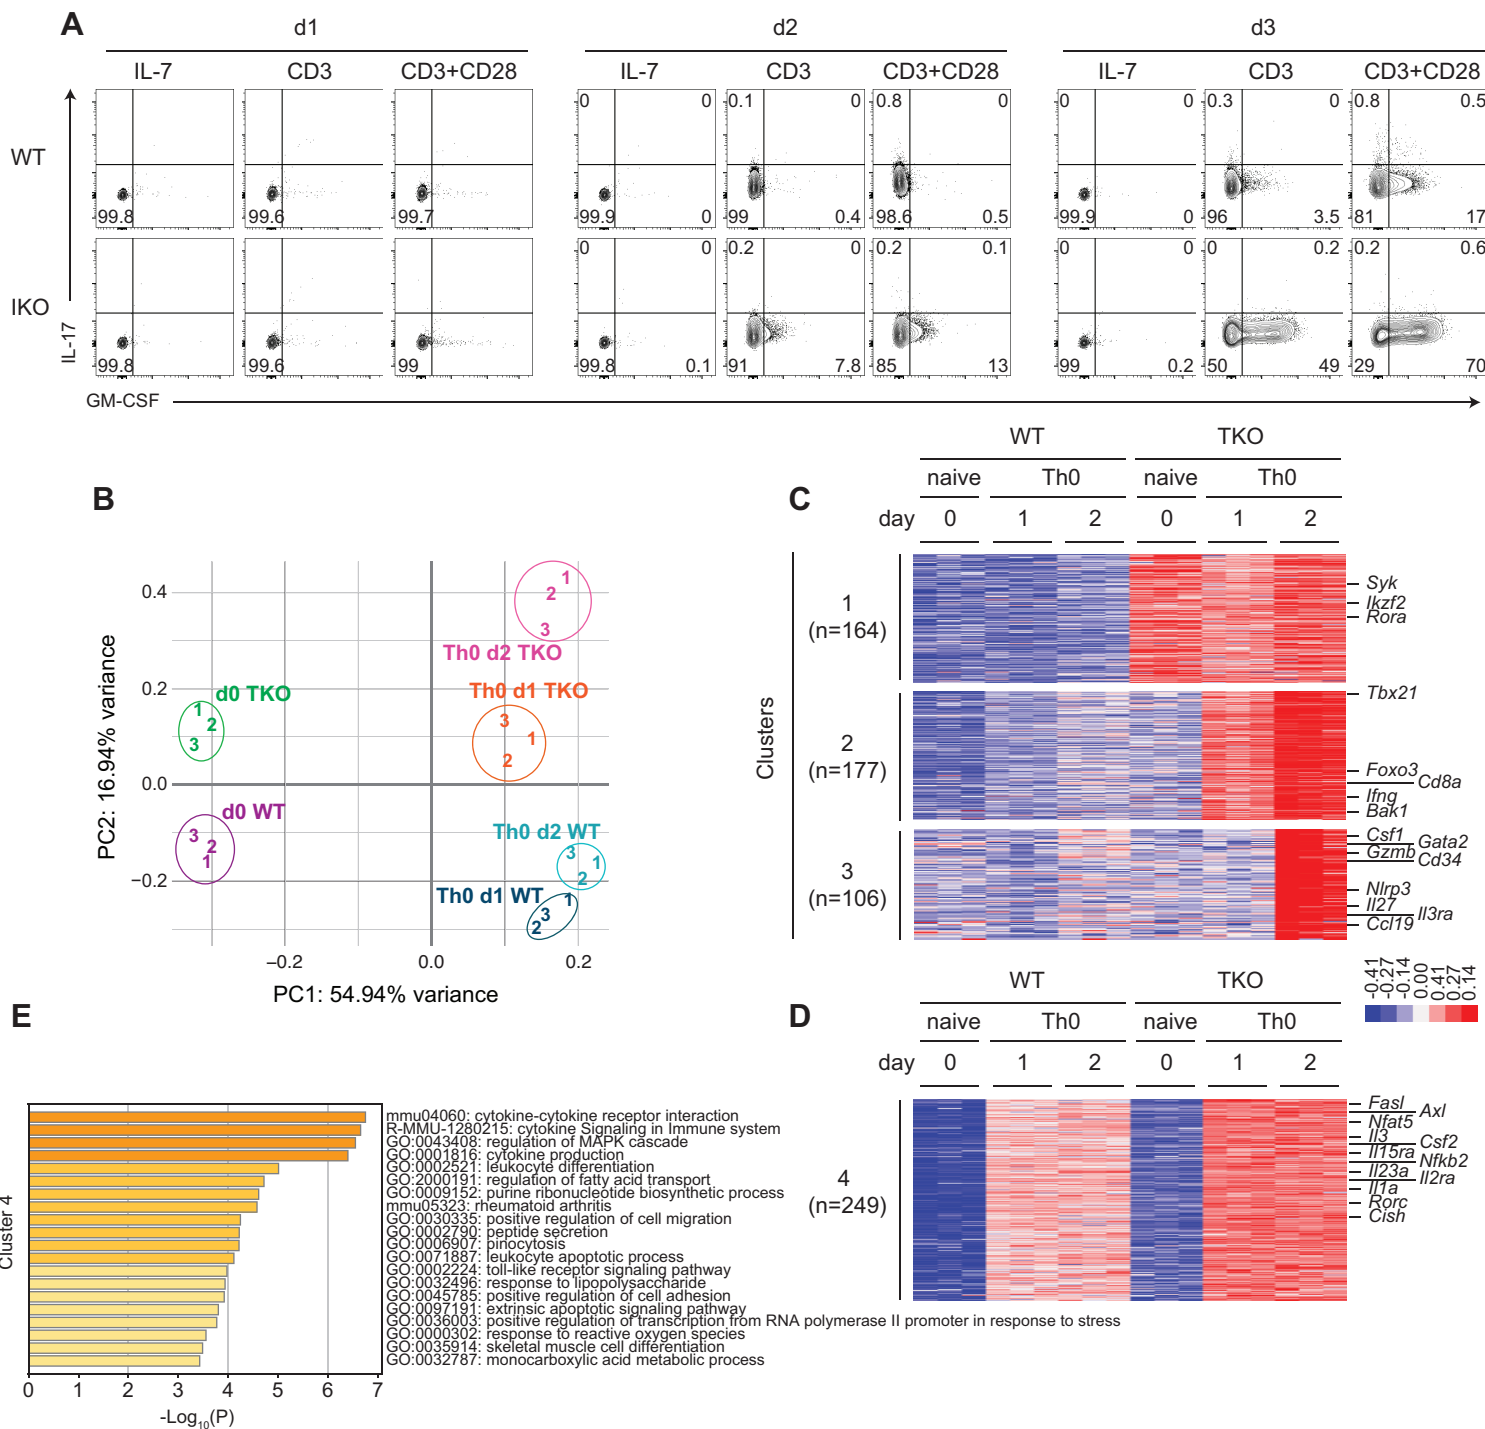 A
d1
d2
d3
IL-7
CD3
CD3+CD28
IL-7
CD3
CD3+CD28
IL-7
CD3
CD3+CD28
WT
99.8
99.6
99.7
0 0
99.9 0
0.1 0
99 0.4
0.8 0
98.6 0.5
0 0
99.9 0
0.3 0
96 3.5
0.8 0.5
81 17
IKO
99.8
99.6
99
0 0
99.8 0.1
0.2 0
91 7.8
0.2 0.1
85 13
0 0
99 0.2
0 0.2
50 49
0.2 0.6
29 70
IL-17
GM-CSF
B
PC2: 16.94% variance
0.4
0.2
0.0
−0.2
−0.2
0.0
0.2
PC1: 54.94% variance
1
2
3
Th0 d2 TKO
d0 TKO
1
2
3
Th0 d1 TKO
3
1
2
d0 WT
3
2
1
Th0 d2 WT
3
1
2
Th0 d1 WT
1
3
2
C
WT TKO
naive Th0 naive Th0
day 0 1 2 0 1 2
Clusters
1
(n=164)
2
(n=177)
3
(n=106)
Syk
Ikzf2
Rora
Tbx21
Foxo3
Cd8a
Ifng
Bak1
Csf1
Gata2
Gzmb
Cd34
Nlrp3
Il27
Il3ra
Ccl19
-0.41
-0.27
-0.14
0.00
0.41
0.27
0.14
D
WT TKO
naive Th0 naive Th0
day 0 1 2 0 1 2
4
(n=249)
Fasl
Axl
Nfat5
Il3
Csf2
Il15ra
Nfkb2
Il23a
Il2ra
Il1a
Rorc
Cish
E
Cluster 4
mmu04060: cytokine-cytokine receptor interaction
R-MMU-1280215: cytokine Signaling in Immune system
GO:0043408: regulation of MAPK cascade
GO:0001816: cytokine production
GO:0002521: leukocyte differentiation
GO:2000191: regulation of fatty acid transport
GO:0009152: purine ribonucleotide biosynthetic process
mmu05323: rheumatoid arthritis
GO:0030335: positive regulation of cell migration
GO:0002790: peptide secretion
GO:0006907: pinocytosis
GO:0071887: leukocyte apoptotic process
GO:0002224: toll-like receptor signaling pathway
GO:0032496: response to lipopolysaccharide
GO:0045785: positive regulation of cell adhesion
GO:0097191: extrinsic apoptotic signaling pathway
GO:0036003: positive regulation of transcription from RNA polymerase II promoter in response to stress
GO:0000302: response to reactive oxygen species
GO:0035914: skeletal muscle cell differentiation
GO:0032787: monocarboxylic acid metabolic process
0 1 2 3 4 5 6 7
-Log10(P)